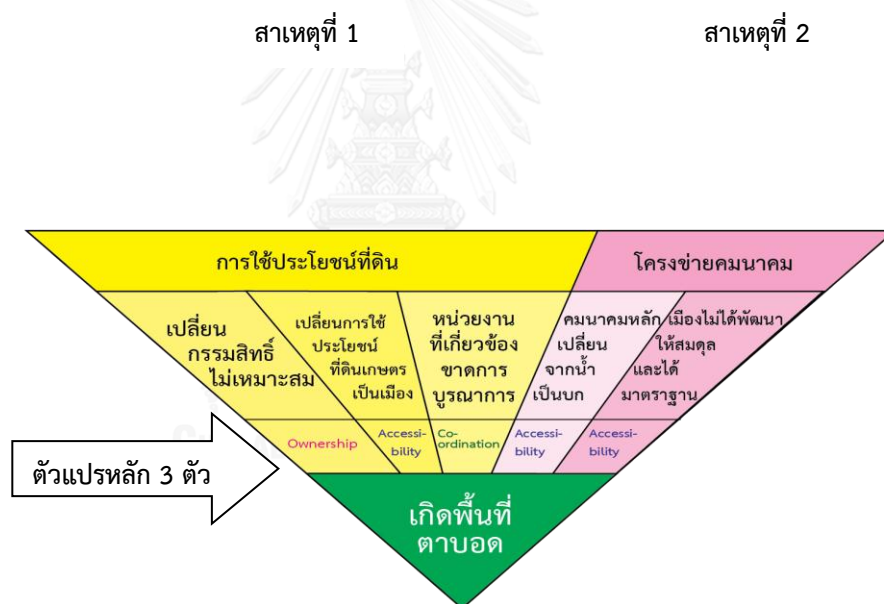 สาเหตุที่ 1
สาเหตุที่ 2
การใช้ประโยชน์ที่ดิน
โครงข่ายคมนาคม
เปลี่ยน
กรรมสิทธิ์
ไม่เหมาะสม
เปลี่ยนการใช้
ประโยชน์
ที่ดินเกษตร
เป็นเมือง
หน่วยงาน
ที่เกี่ยวข้อง
ขาดการ
บูรณาการ
คมนาคมหลัก
เปลี่ยน
จากน้ำ
เป็นบก
เมืองไม่ได้พัฒนา
ให้สมดุล
และได้
มาตราฐาน
Ownership
Accessi-
bility
Co-
ordination
Accessi-
bility
Accessi-
bility
ตัวแปรหลัก 3 ตัว
เกิดพื้นที่
ตาบอด